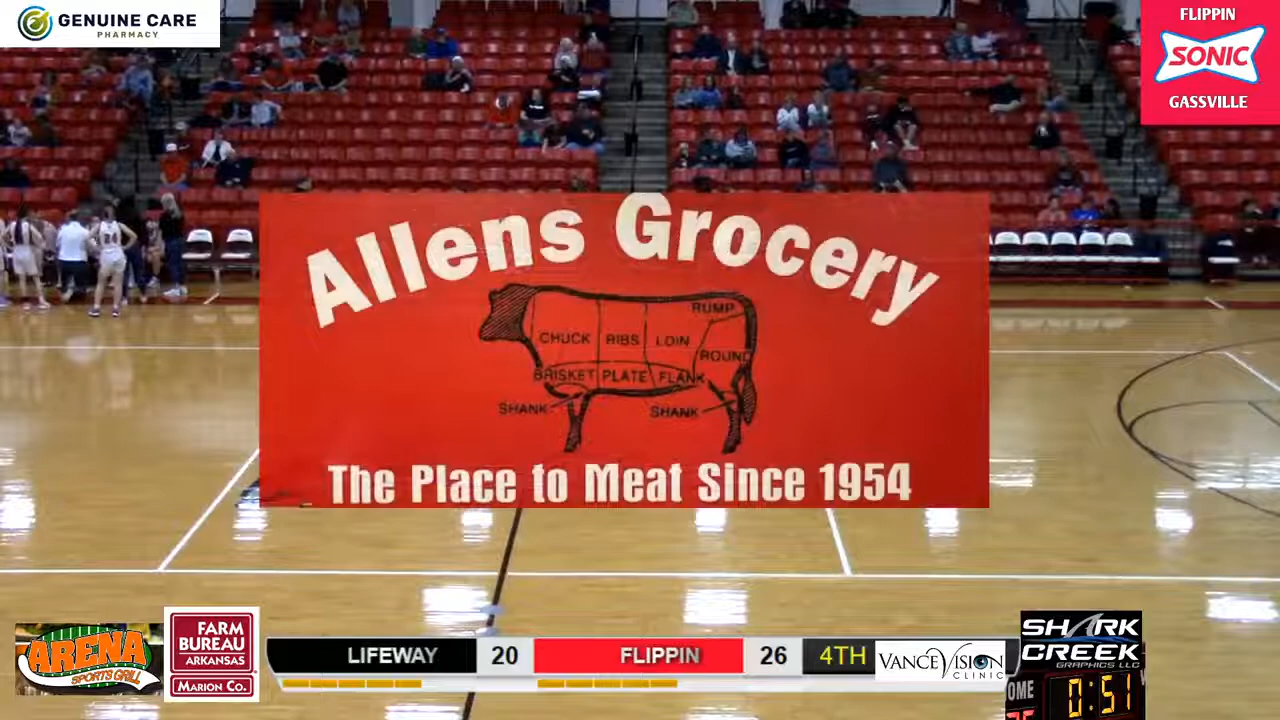 GENUINE CARE
PHARMACY
FLIPPIN
SONIC
GASSVILLE
Allens Grocery
RUMP
CHUCK RIBS LOIN
ROUND
BRISKET PLATE FLANK
SHANK SHANK
The Place to Meat Since 1954
ARENA
SPORTS GRILL
FARM
BUREAU
ARKANSAS
MARION CO.
LIFEWAY 20 FLIPPIN 26 4TH
VANCE VISION
CLINIC
SHARK
CREEK
GRAPHICS LLC
OME
0:51
24